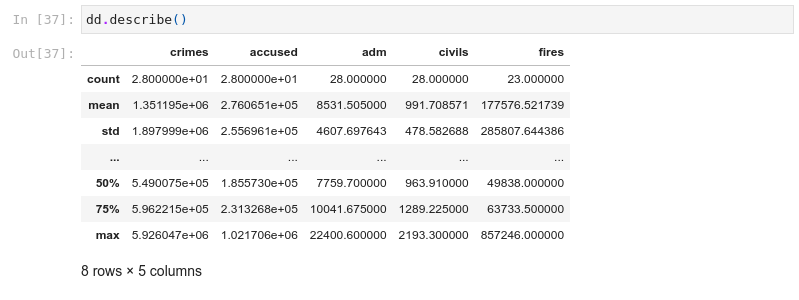 In [37]: dd.describe()
Out[37]:
crimes accused adm civils fires
count 2.800000e+01 2.800000e+01 28.000000 28.000000 23.000000
mean 1.351195e+06 2.760651e+05 8531.505000 991.708571 177576.521739
std 1.897999e+06 2.556961e+05 4607.697643 478.582688 285807.644386
... ... ... ... ... ...
50% 5.490075e+05 1.855730e+05 7759.700000 963.910000 49838.000000
75% 5.962215e+05 2.313268e+05 10041.675000 1289.225000 63733.500000
max 5.926047e+06 1.021706e+06 22400.600000 2193.300000 857246.000000
8 rows × 5 columns